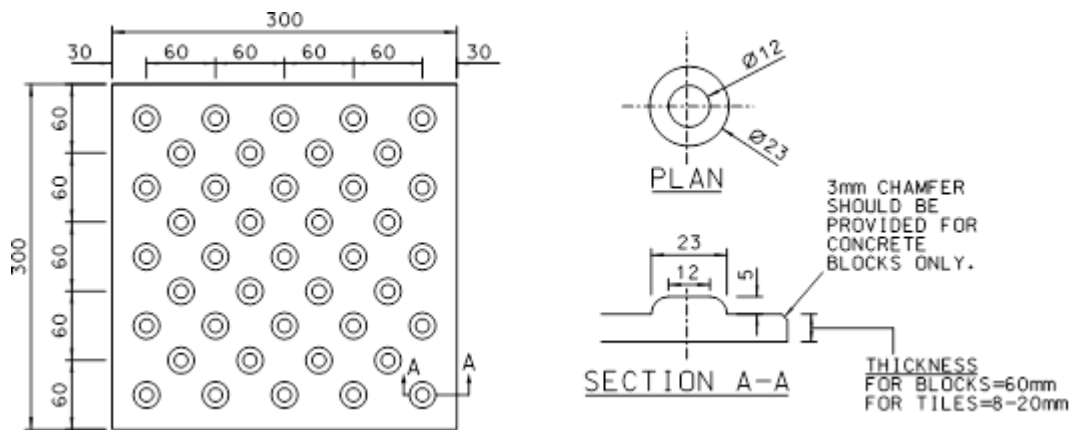 300
30
60
60
60
60
30
300
60
60
60
60
60
A
A
Ø12
Ø23
PLAN
3mm CHAMFER
SHOULD BE
PROVIDED FOR
CONCRETE
BLOCKS ONLY.
23
12
5
SECTION A-A
THICKNESS
FOR BLOCKS=60mm
FOR TILES=8-20mm